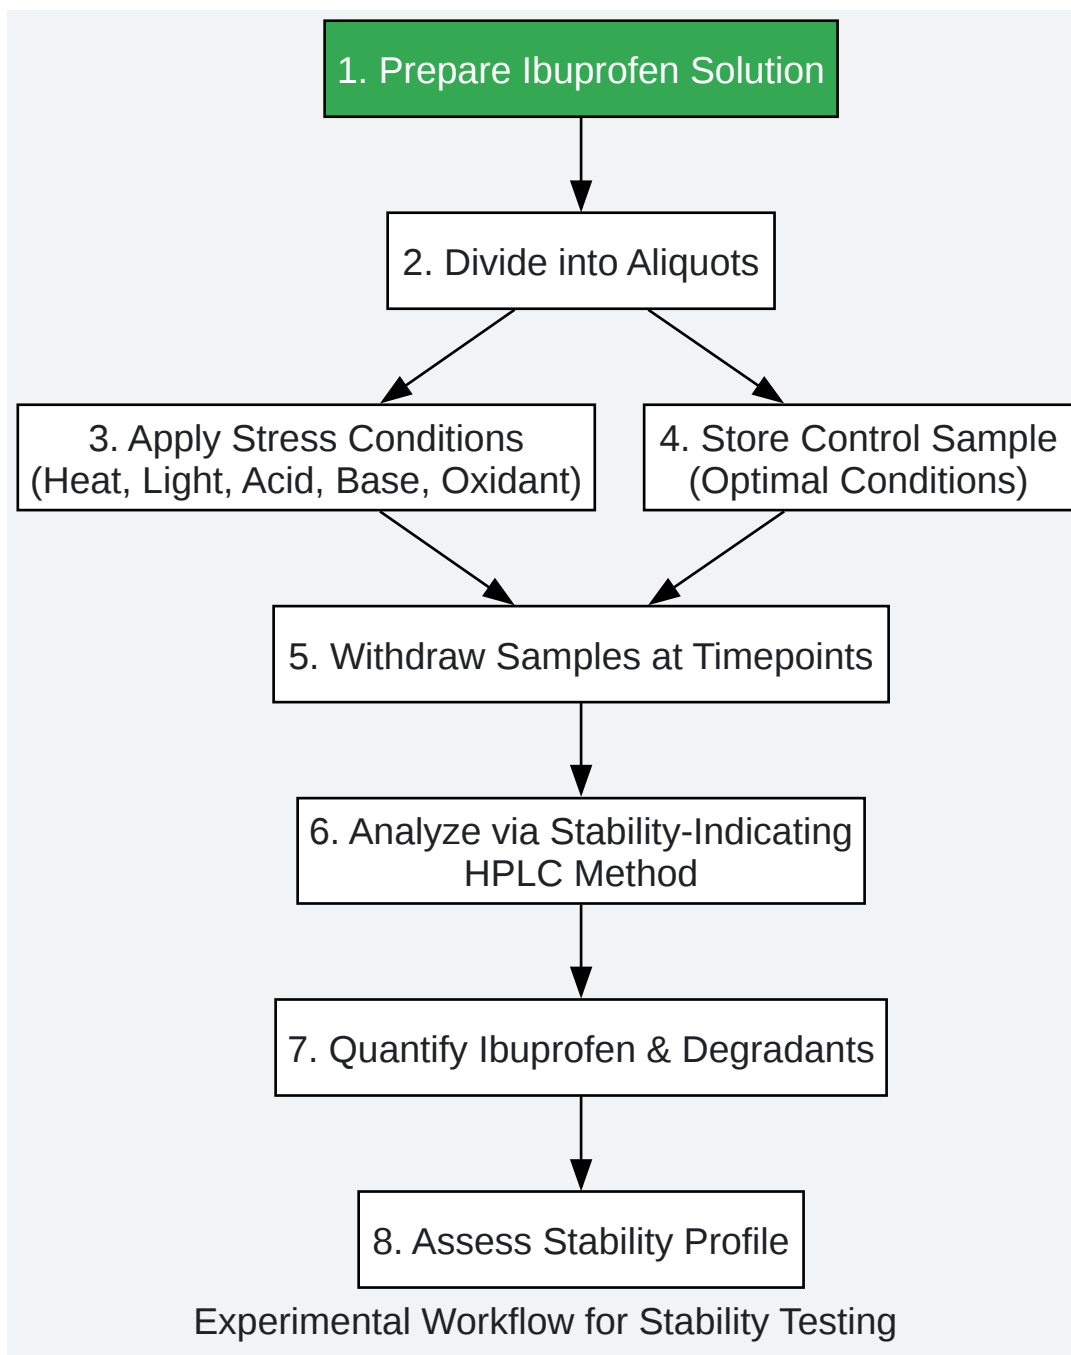 1. Prepare Ibuprofen Solution
2. Divide into Aliquots
3. Apply Stress Conditions
(Heat, Light, Acid, Base, Oxidant)
4. Store Control Sample
(Optimal Conditions)
5. Withdraw Samples at Timepoints
6. Analyze via Stability-Indicating
HPLC Method
7. Quantify Ibuprofen & Degradants
8. Assess Stability Profile
Experimental Workflow for Stability Testing